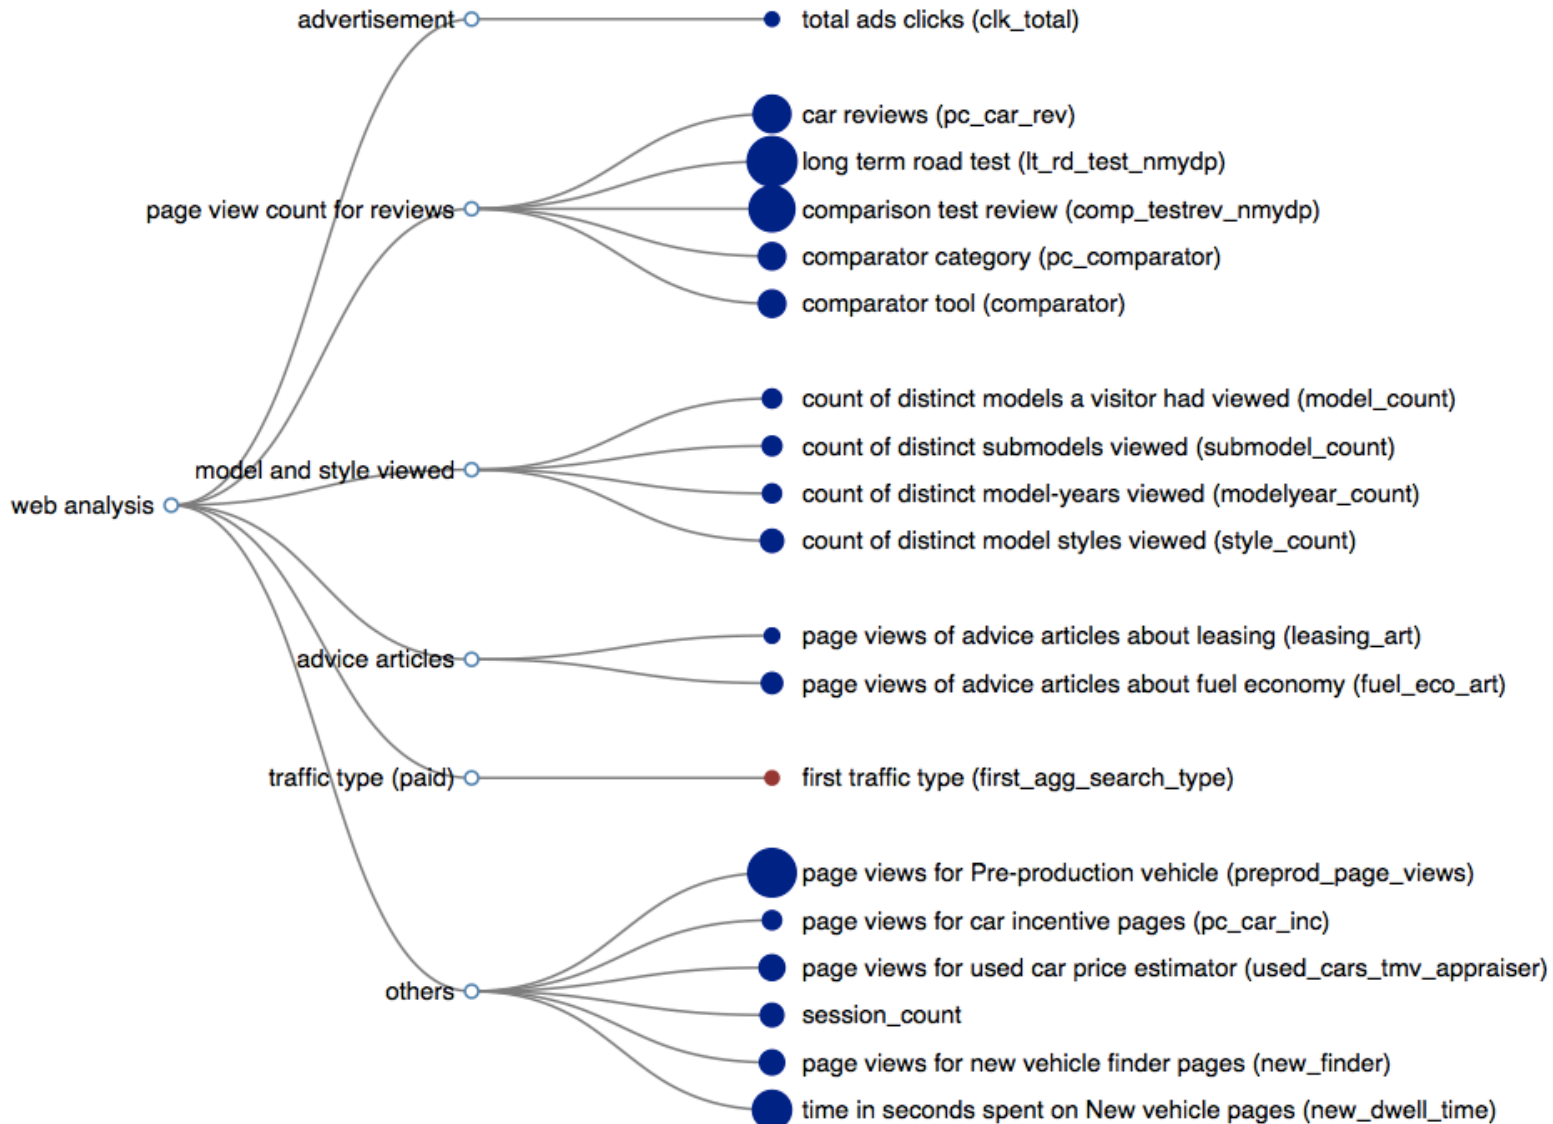 advertisement
total ads clicks (clk_total)
car reviews (pc_car_rev)
long term road test (lt_rd_test_nmydp)
page view count for reviews
comparison test review (comp_testrev_nmydp)
comparator category (pc_comparator)
comparator tool (comparator)
count of distinct models a visitor had viewed (model_count)
count of distinct submodels viewed (submodel_count)
model and style viewed
count of distinct model-years viewed (modelyear_count)
web analysis
count of distinct model styles viewed (style_count)
page views of advice articles about leasing (leasing_art)
advice articles
page views of advice articles about fuel economy (fuel_eco_art)
traffic type (paid)
first traffic type (first_agg_search_type)
page views for Pre-production vehicle (preprod_page_views)
page views for car incentive pages (pc_car_inc)
page views for used car price estimator (used_cars_tmv_appraiser)
others
session_count
page views for new vehicle finder pages (new_finder)
time in seconds spent on New vehicle pages (new_dwell_time)